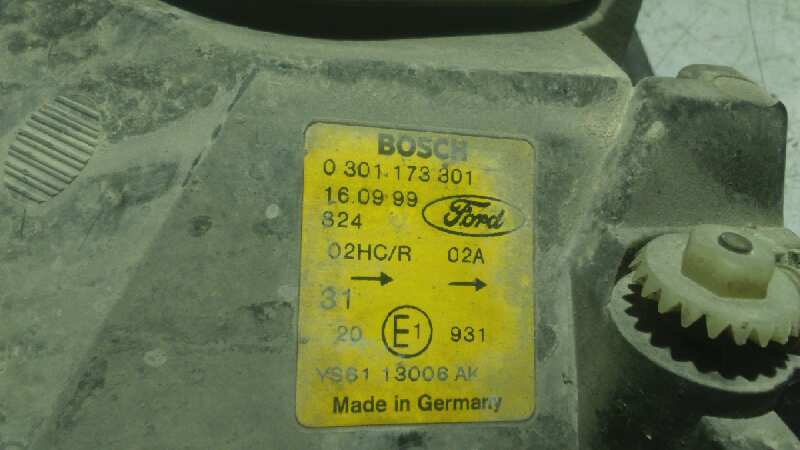 BOSCH
0 301 173 301
16.09 99
824
Ford
02HC/R 02A
31
20 E1 931
YS61 13006 AK
Made in Germany